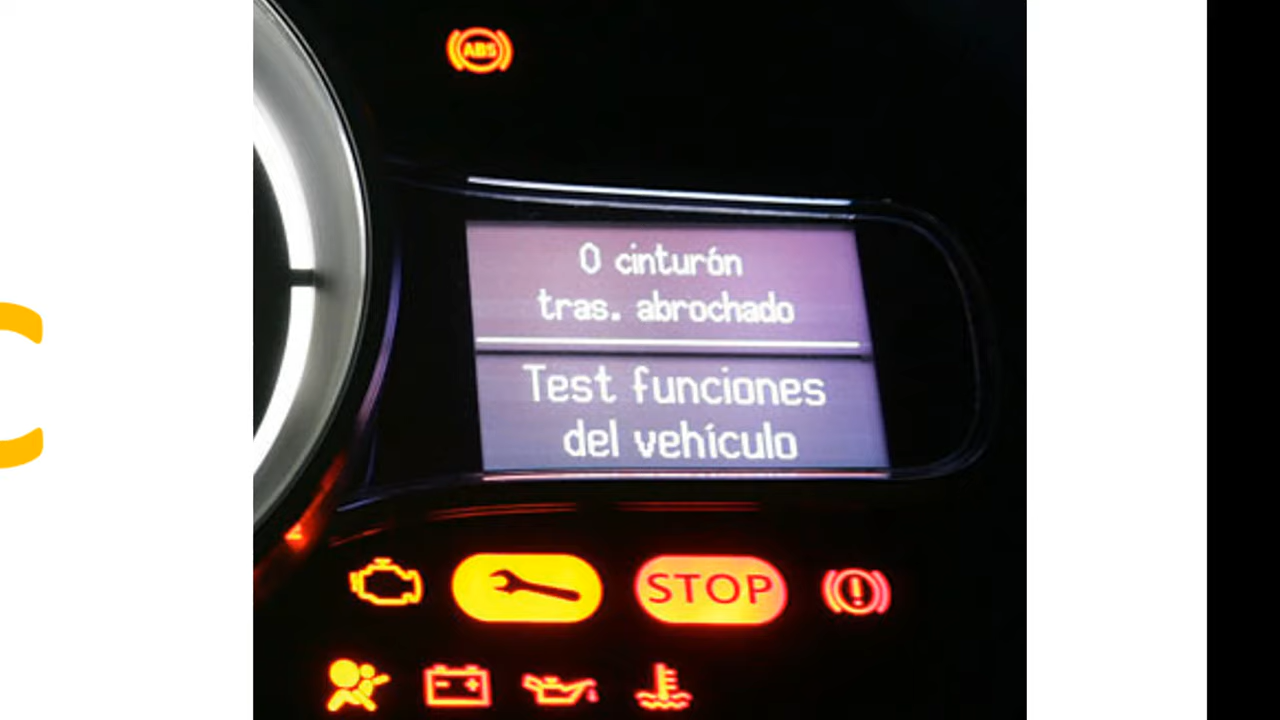 ABS
0 cinturón
tras. abrochado
Test funciones
del vehículo
STOP